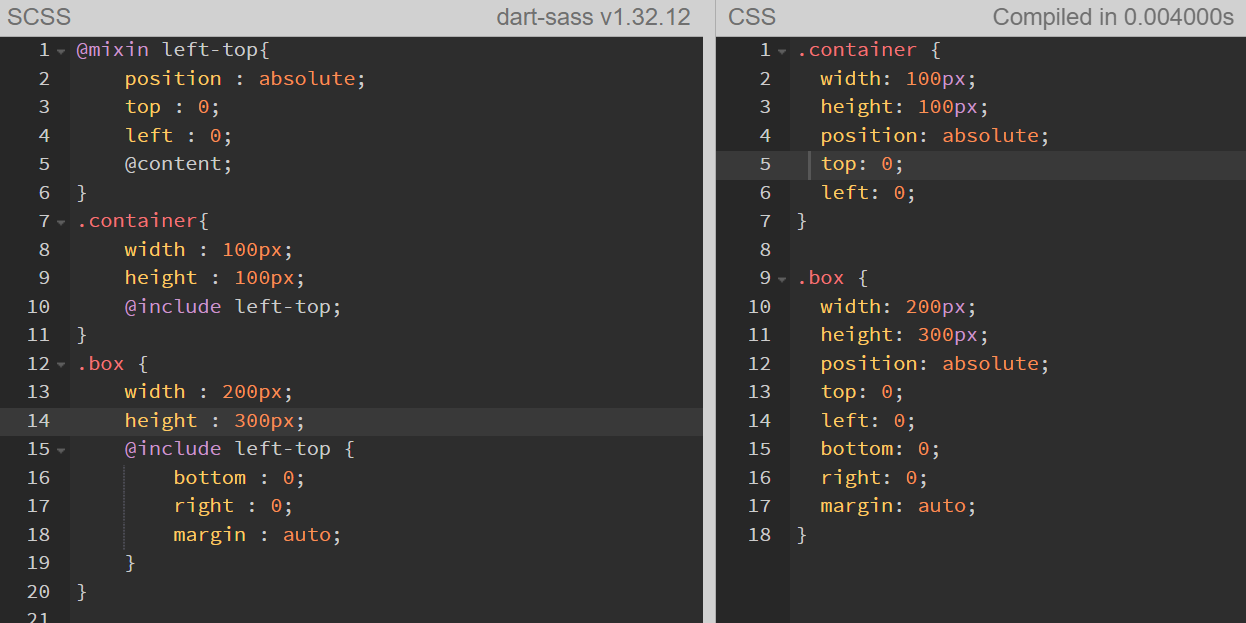 SCSS dart-sass v1.32.12
1 @mixin left-top{
2     position : absolute;
3     top : 0;
4     left : 0;
5     @content;
6 }
7 .container{
8     width : 100px;
9     height : 100px;
10     @include left-top;
11 }
12 .box {
13     width : 200px;
14     height : 300px;
15     @include left-top {
16         bottom : 0;
17         right : 0;
18         margin : auto;
19     }
20 }
21
CSS Compiled in 0.004000s
1 .container {
2   width: 100px;
3   height: 100px;
4   position: absolute;
5   top: 0;
6   left: 0;
7 }
8
9 .box {
10   width: 200px;
11   height: 300px;
12   position: absolute;
13   top: 0;
14   left: 0;
15   bottom: 0;
16   right: 0;
17   margin: auto;
18 }